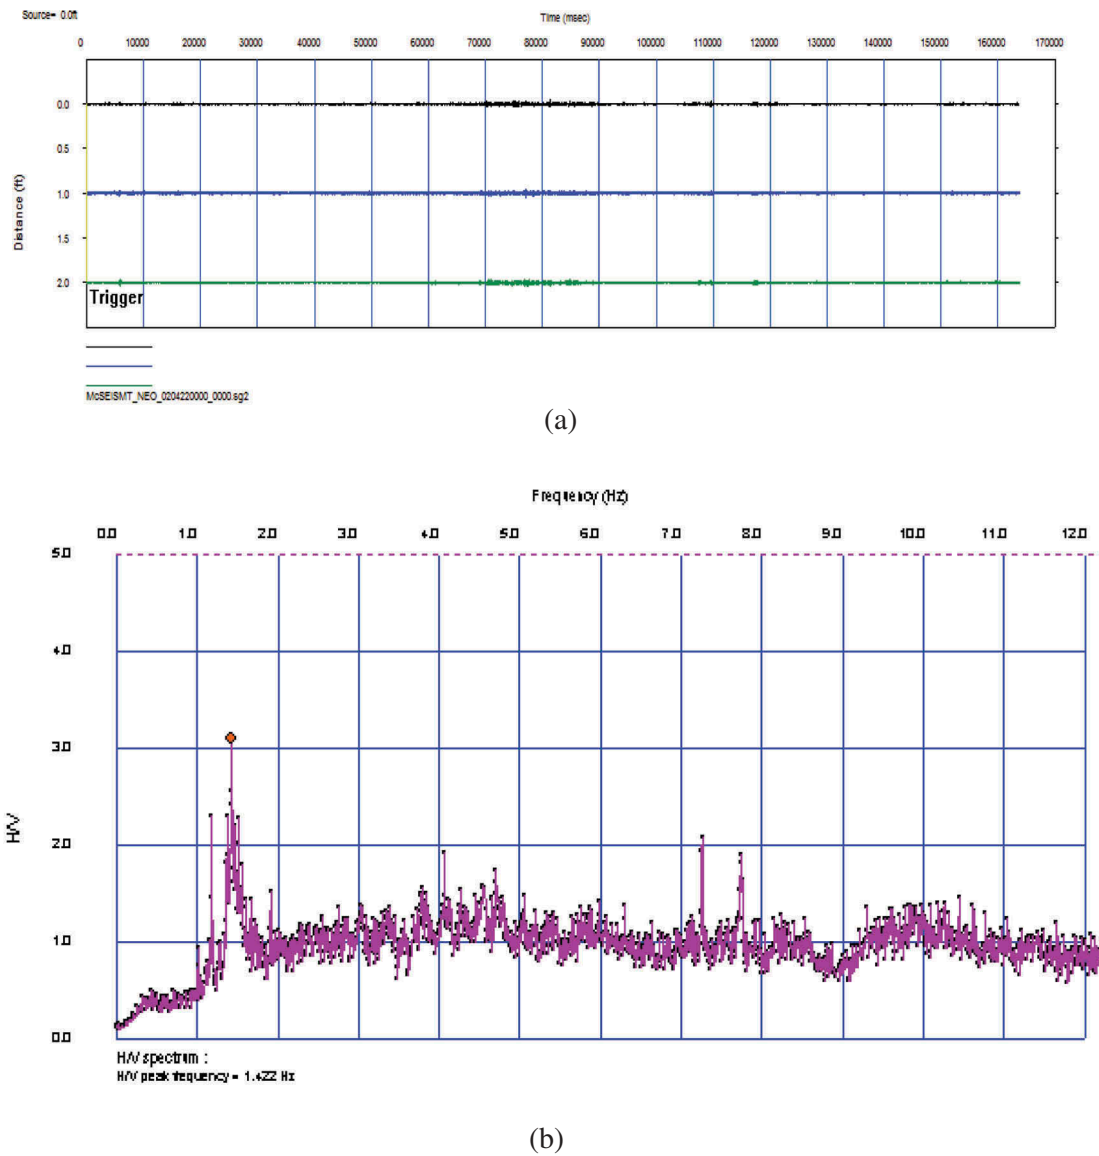 Source= 0.0ft
Time (msec)
0 10000 20000 30000 40000 50000 60000 70000 80000 90000 100000 110000 120000 130000 140000 150000 160000 170000
Distance (ft)
0.0
0.5
1.0
1.5
2.0
Trigger
McSEISMT_NEO_0204220000_0000.sg2
(a)
Frequency (Hz)
0.0 1.0 2.0 3.0 4.0 5.0 6.0 7.0 8.0 9.0 10.0 11.0 12.0
H/V
5.0
4.0
3.0
2.0
1.0
0.0
H/V spectrum :
H/V peak frequency = 1.422 Hz
(b)